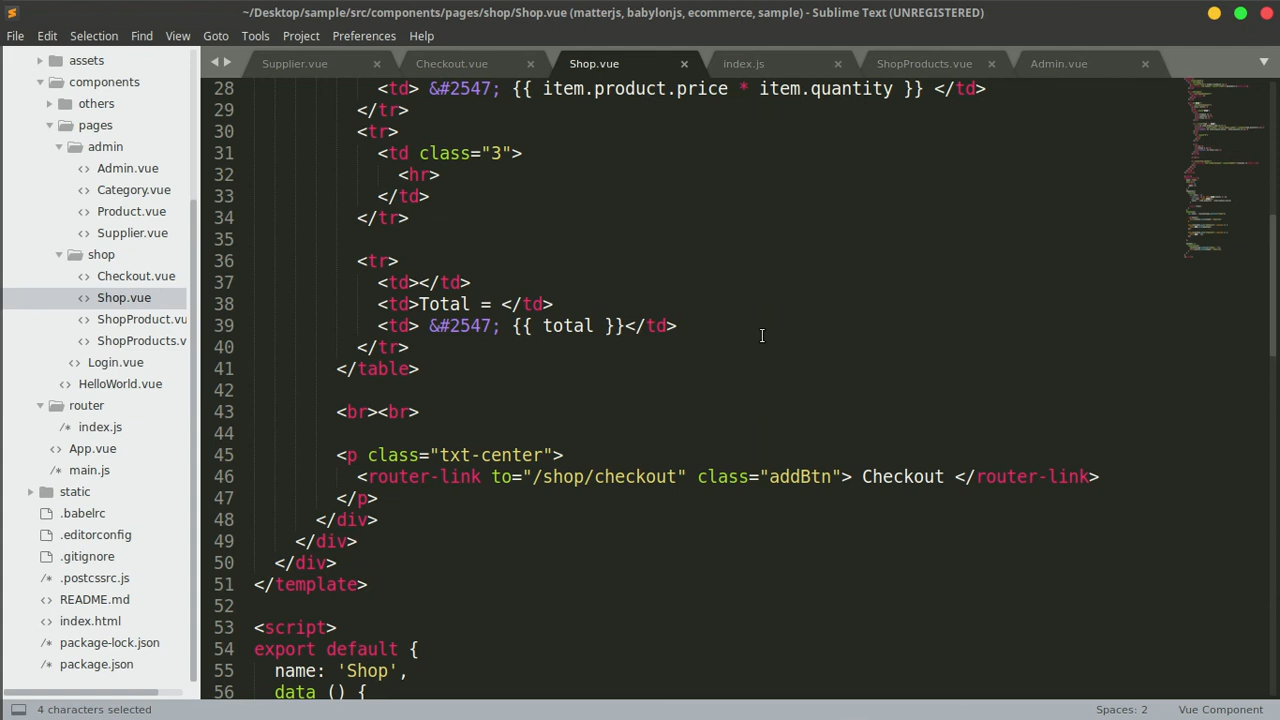 ~/Desktop/sample/src/components/pages/shop/Shop.vue (matterjs, babylonjs, ecommerce, sample) - Sublime Text (UNREGISTERED)
File Edit Selection Find View Goto Tools Project Preferences Help
assets
components
others
pages
admin
Admin.vue
Category.vue
Product.vue
Supplier.vue
shop
Checkout.vue
Shop.vue
ShopProduct.vu
ShopProducts.v
Login.vue
HelloWorld.vue
router
index.js
App.vue
main.js
static
.babelrc
.editorconfig
.gitignore
.postcssrc.js
README.md
index.html
package-lock.json
package.json
Supplier.vue × Checkout.vue × Shop.vue × index.js × ShopProducts.vue × Admin.vue ×
28 <td> &#2547; {{ item.product.price * item.quantity }} </td>
29 </tr>
30 <tr>
31 <td class="3">
32 <hr>
33 </td>
34 </tr>
35
36 <tr>
37 <td></td>
38 <td>Total = </td>
39 <td> &#2547; {{ total }}</td>
40 </tr>
41 </table>
42
43 <br><br>
44
45 <p class="txt-center">
46 <router-link to="/shop/checkout" class="addBtn"> Checkout </router-link>
47 </p>
48 </div>
49 </div>
50 </div>
51 </template>
52
53 <script>
54 export default {
55 name: 'Shop',
56 data () {
4 characters selected
Spaces: 2
Vue Component